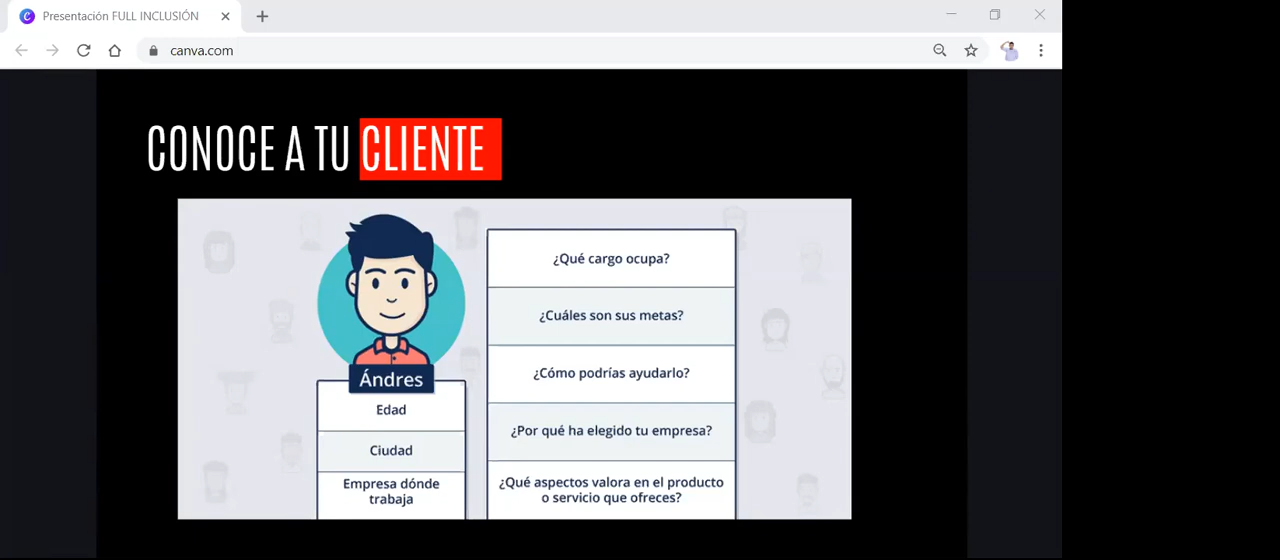 Presentación FULL INCLUSIÓN
canva.com
CONOCE A TU CLIENTE
Ándres
Edad
Ciudad
Empresa dónde
trabaja
¿Qué cargo ocupa?
¿Cuáles son sus metas?
¿Cómo podrías ayudarlo?
¿Por qué ha elegido tu empresa?
¿Qué aspectos valora en el producto
o servicio que ofreces?